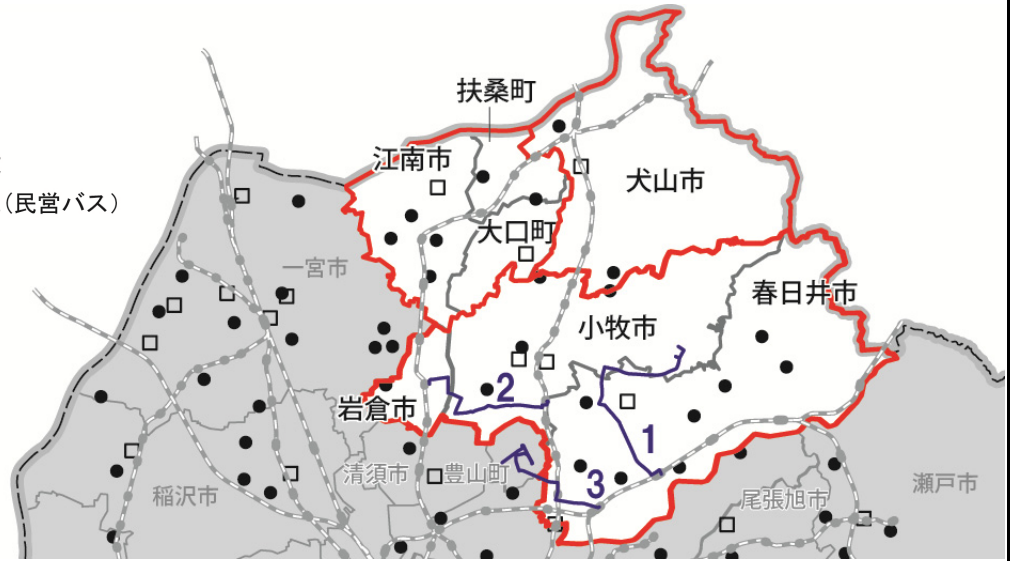 扶桑町
江南市
犬山市
（民営バス）
大口町
一宮市
春日井市
小牧市
2
岩倉市
1
清須市
豊山町
3
稲沢市
尾張旭市
瀬戸市